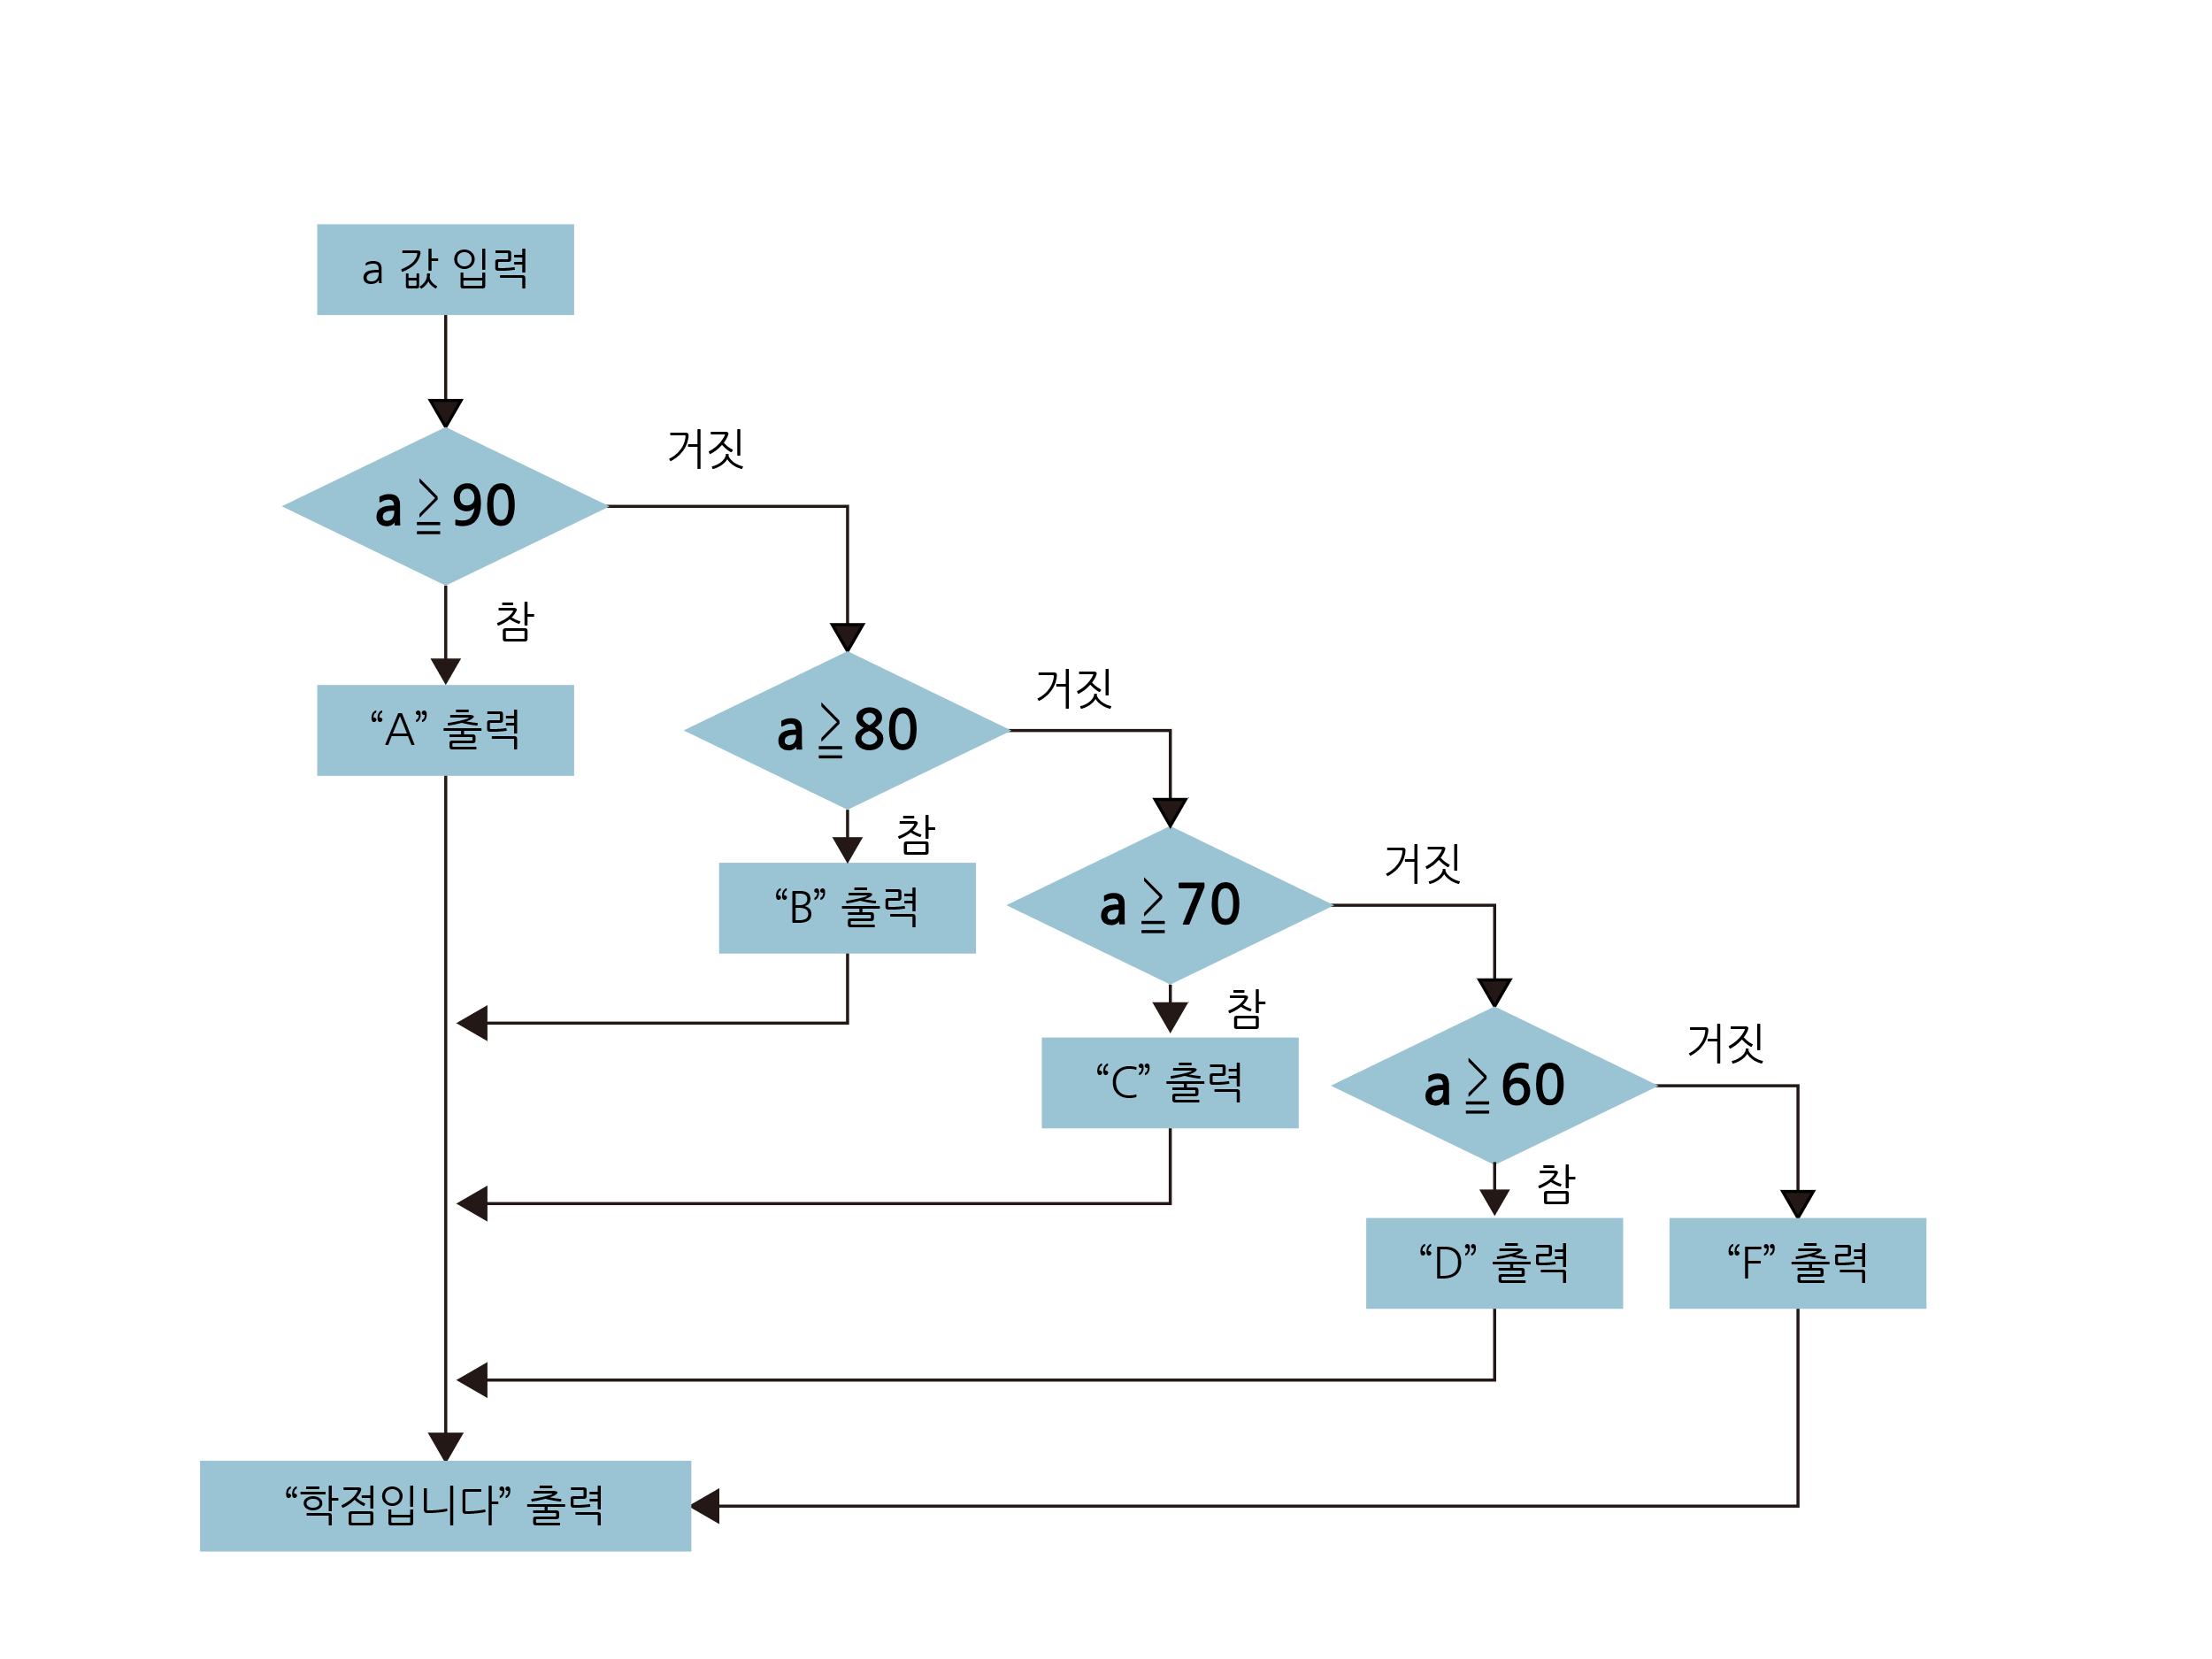 a 값 입력
거짓
a ≧ 90
참
거짓
“A” 출력
a ≧ 80
참
거짓
“B” 출력
a ≧ 70
참
거짓
“C” 출력
a ≧ 60
참
“D” 출력
“F” 출력
“학점입니다” 출력